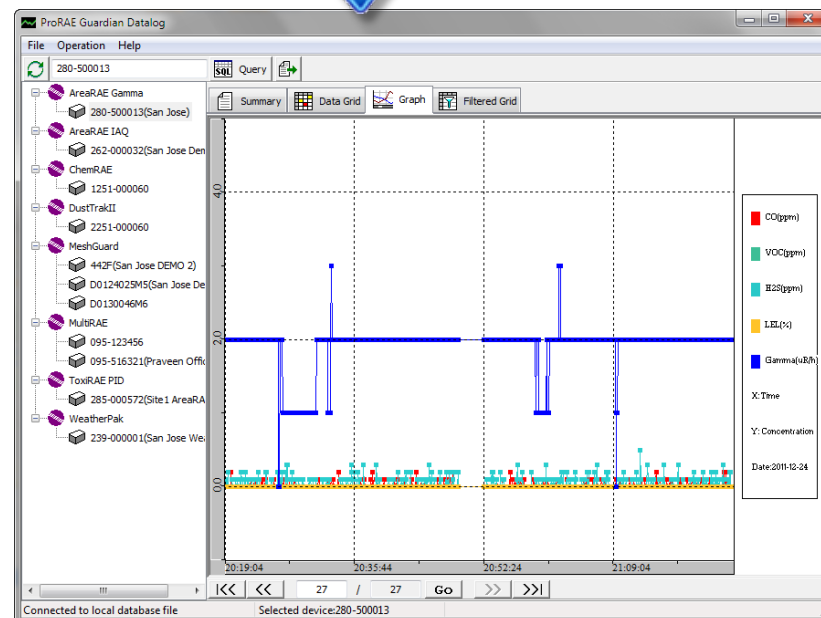 ProRAE Guardian Datalog
File Operation Help
280-500013
SQL Query
AreaRAE Gamma
280-500013(San Jose)
AreaRAE IAQ
262-000032(San Jose Den
ChemRAE
1251-000060
DustTrakII
2251-000060
MeshGuard
442F(San Jose DEMO 2)
D0124025M5(San Jose De
D0130046M6
MultiRAE
095-123456
095-516321(Praveen Offic
ToxiRAE PID
285-000572(Site1 AreaRA
WeatherPak
239-000001(San Jose Wea
Summary Data Grid Graph Filtered Grid
4.0
2.0
0.0
20:19:04 20:35:44 20:52:24 21:09:04
CO(ppm)
VOC(ppm)
H2S(ppm)
LEL(%)
Gamma(uR/h)
X: Time
Y: Concentration
Date:2011-12-24
|<< << 27 / 27 Go >> >>|
Connected to local database file Selected device:280-500013